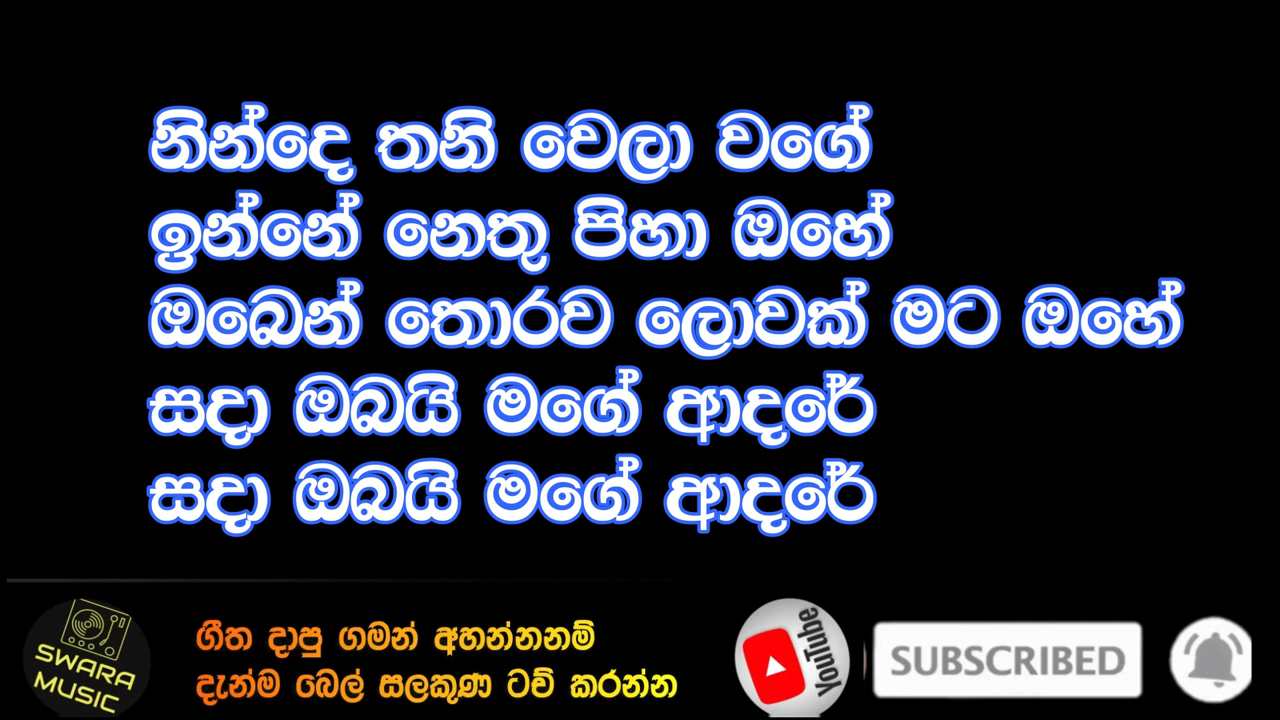 නින්දෙ තනි වෙලා වගේ
ඉන්නේ නෙතු පිහා ඔහේ
ඔබෙන් තොරව ලොවක් මට ඔහේ
සදා ඔබයි මගේ ආදරේ
සදා ඔබයි මගේ ආදරේ
SWARA
MUSIC
ගීත දාපු ගමන් අහන්නනම්
දැන්ම බෙල් සලකුණ ටච් කරන්න
YouTube
SUBSCRIBED